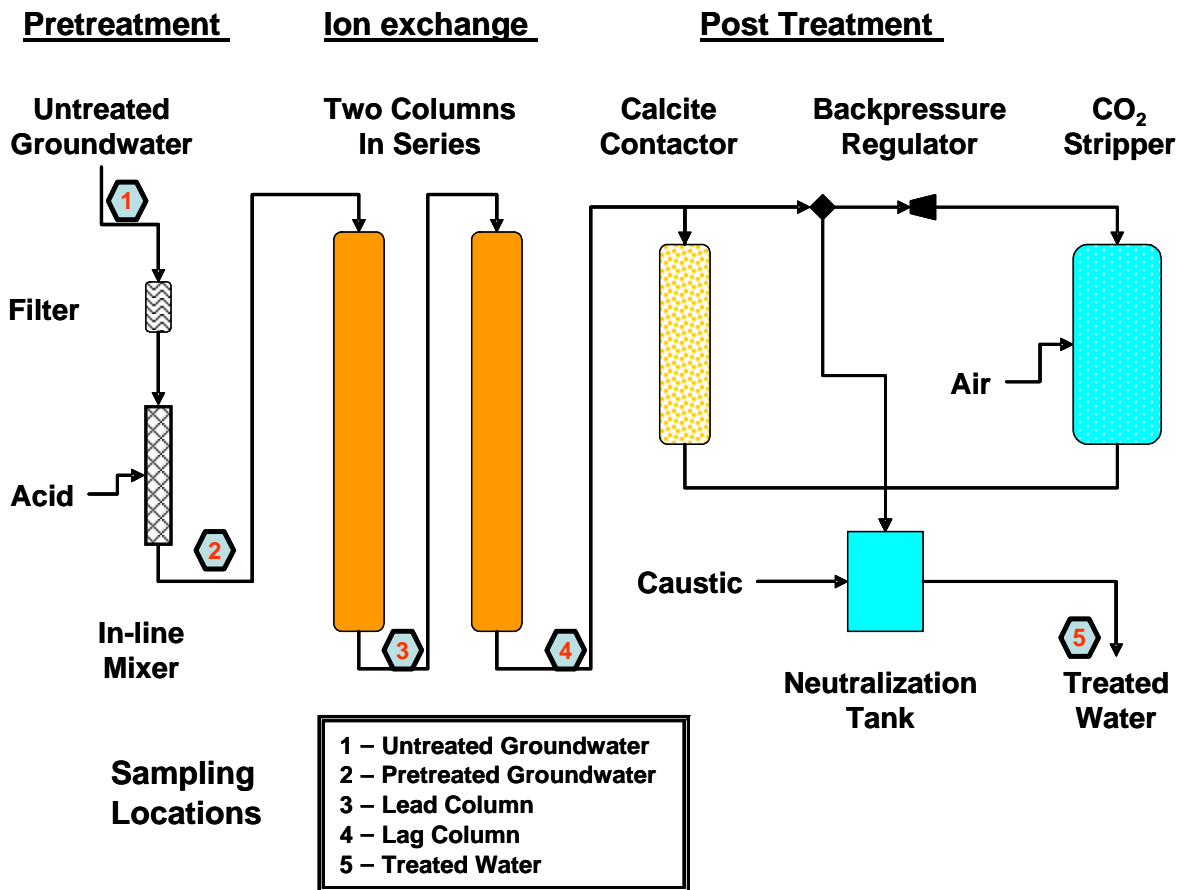 Pretreatment
Ion exchange
Post Treatment
Untreated
Groundwater
Two Columns
In Series
Calcite
Contactor
Backpressure
Regulator
CO₂
Stripper
1
Filter
Air
Acid
2
Caustic
In-line
Mixer
3
4
5
Neutralization
Tank
Treated
Water
Sampling
Locations
1 – Untreated Groundwater
2 – Pretreated Groundwater
3 – Lead Column
4 – Lag Column
5 – Treated Water